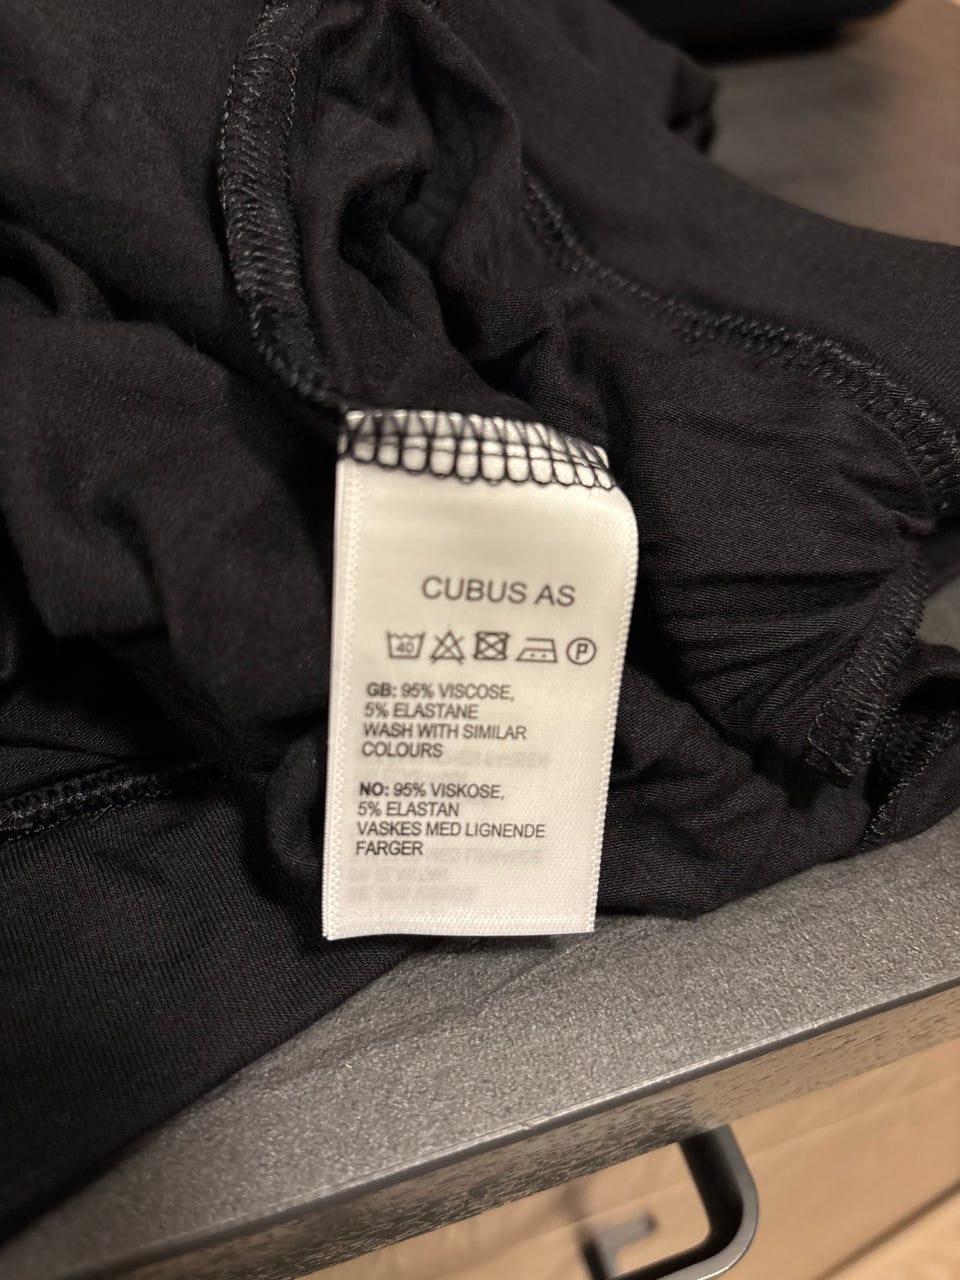 CUBUS AS
40 P
GB: 95% VISCOSE,
5% ELASTANE
WASH WITH SIMILAR
COLOURS
NO: 95% VISKOSE,
5% ELASTAN
VASKES MED LIGNENDE
FARGER